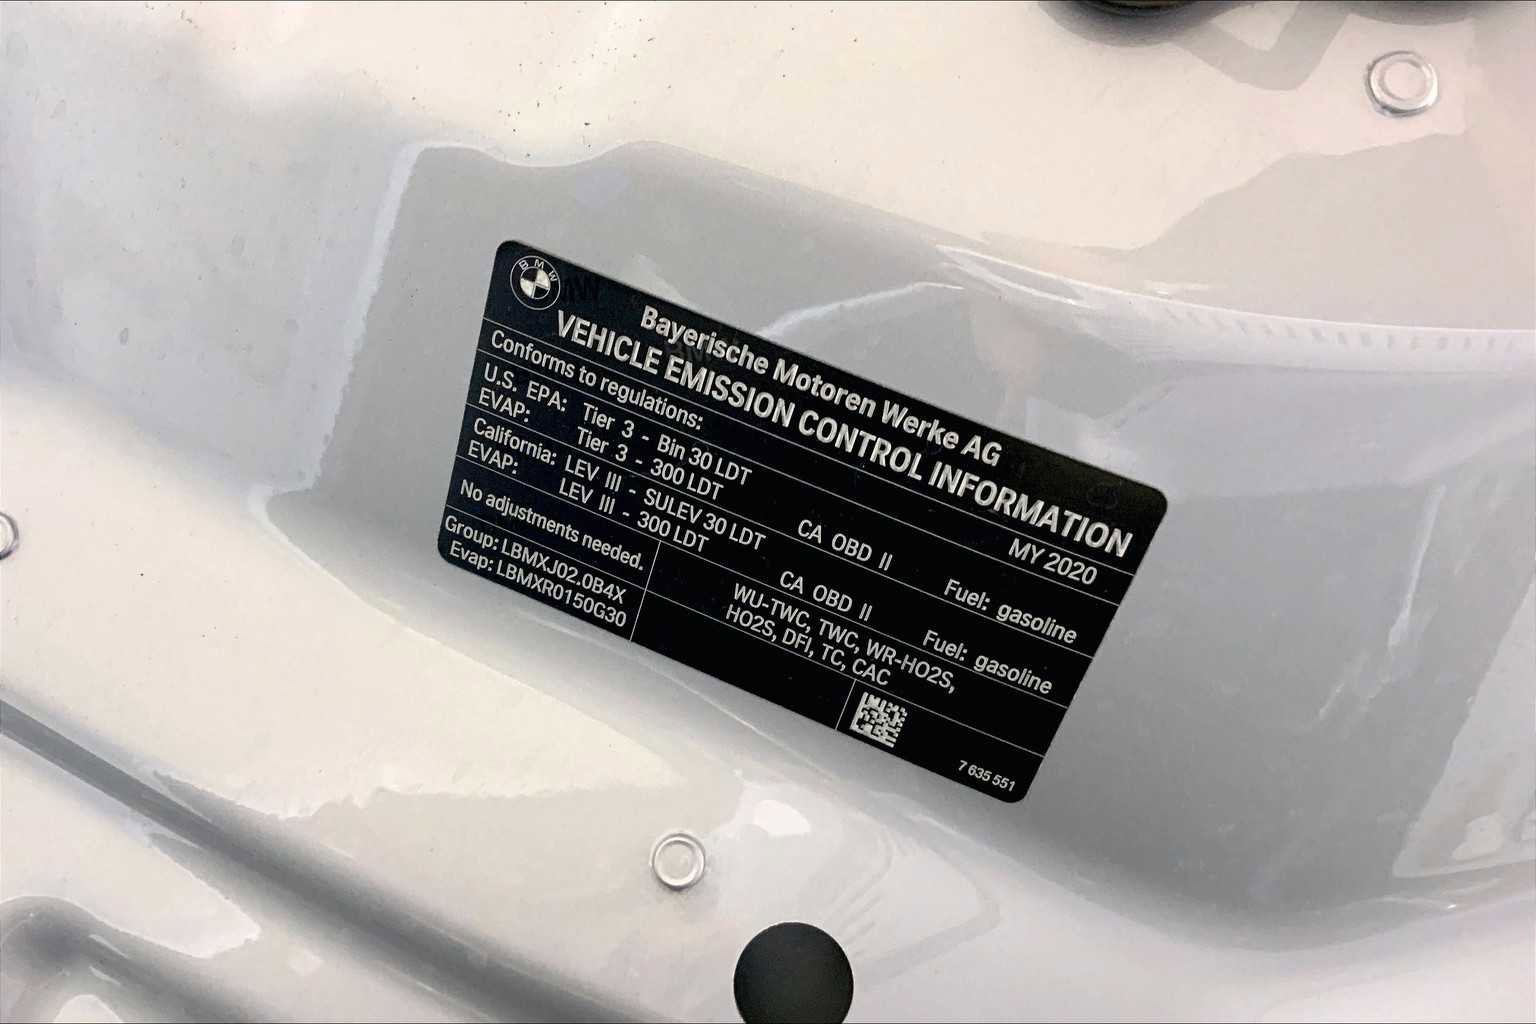 BMW
Bayerische Motoren Werke AG
VEHICLE EMISSION CONTROL INFORMATION
Conforms to regulations: MY 2020
U.S. EPA: Tier 3 - Bin 30 LDT CA OBD II Fuel: gasoline
EVAP: Tier 3 - 300 LDT
California: LEV III - SULEV 30 LDT CA OBD II Fuel: gasoline
EVAP: LEV III - 300 LDT
No adjustments needed. WU-TWC, TWC, WR-HO2S,
HO2S, DFI, TC, CAC
Group: LBMXJ02.0B4X
Evap: LBMXR0150G30
7 635 551